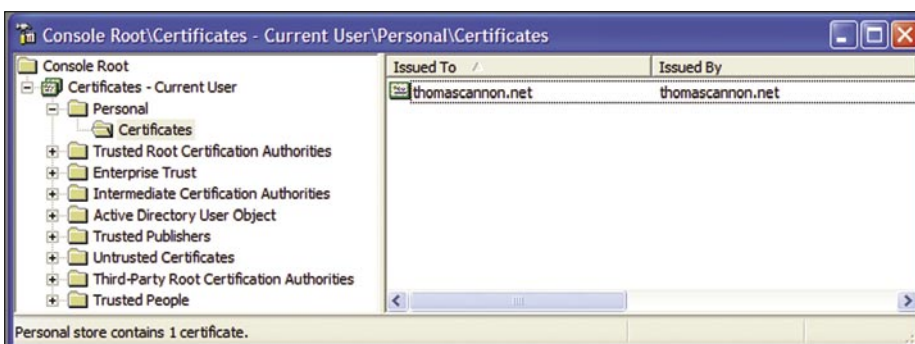 Console Root\Certificates - Current User\Personal\Certificates
Console Root
Certificates - Current User
Personal
Certificates
Trusted Root Certification Authorities
Enterprise Trust
Intermediate Certification Authorities
Active Directory User Object
Trusted Publishers
Untrusted Certificates
Third-Party Root Certification Authorities
Trusted People
Issued To Issued By
thomascannon.net thomascannon.net
Personal store contains 1 certificate.